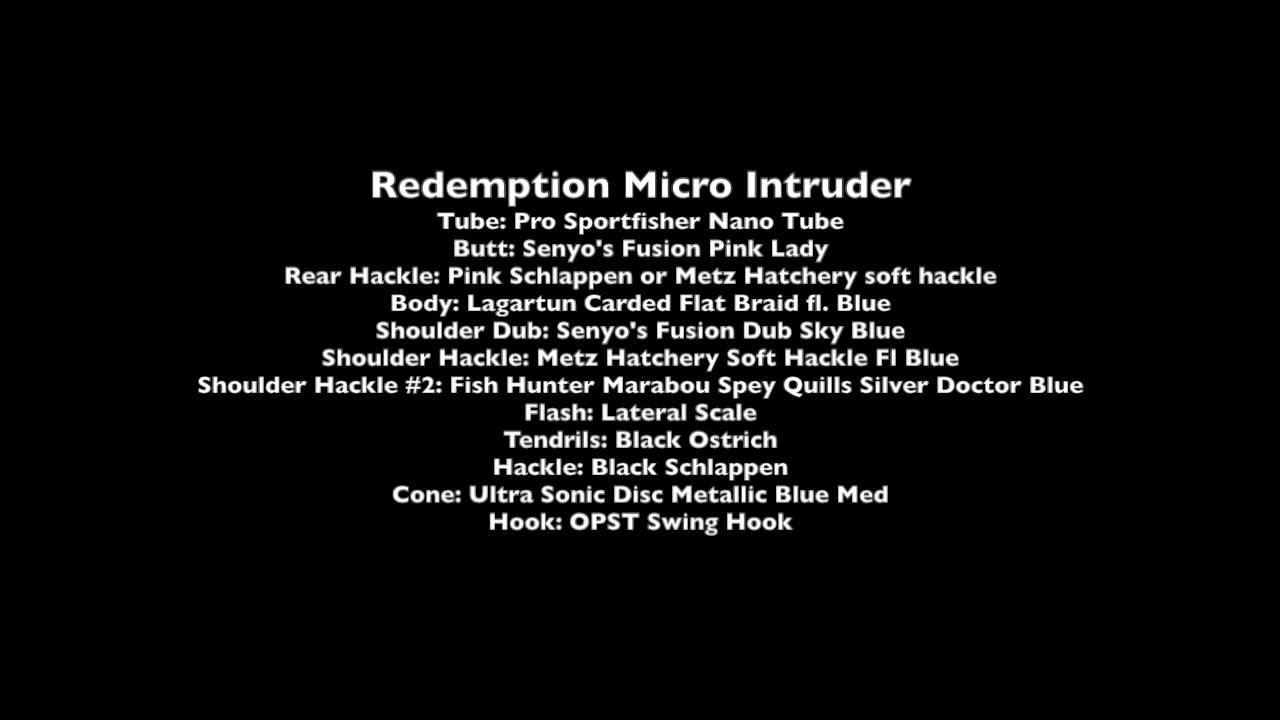 Redemption Micro Intruder
Tube: Pro Sportfisher Nano Tube
Butt: Senyo's Fusion Pink Lady
Rear Hackle: Pink Schlappen or Metz Hatchery soft hackle
Body: Lagartun Carded Flat Braid fl. Blue
Shoulder Dub: Senyo's Fusion Dub Sky Blue
Shoulder Hackle: Metz Hatchery Soft Hackle Fl Blue
Shoulder Hackle #2: Fish Hunter Marabou Spey Quills Silver Doctor Blue
Flash: Lateral Scale
Tendrils: Black Ostrich
Hackle: Black Schlappen
Cone: Ultra Sonic Disc Metallic Blue Med
Hook: OPST Swing Hook